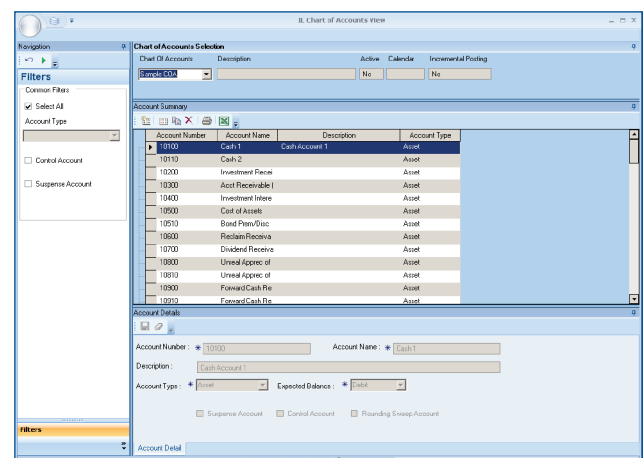 IL Chart of Accounts View
Navigation
Filters
Common Filters
Select All
Account Type
Control Account
Suspense Account
Filters
Chart of Accounts Selection
Chart Of Accounts Description Active Calendar Incremental Posting
Sample COA No No
Account Summary
Account Number Account Name Description Account Type
10100 Cash 1 Cash Account 1 Asset
10110 Cash 2 Asset
10200 Investment Recei Asset
10300 Acct Receivable ( Asset
10400 Investment Intere Asset
10500 Cost of Assets Asset
10510 Bond Prem/Disc Asset
10600 Reclaim Receiva Asset
10700 Dividend Receiva Asset
10800 Unreal Apprec of Asset
10810 Unreal Apprec of Asset
10900 Forward Cash Re Asset
10910 Forward Cash Re Asset
Account Details
Account Number : * 10100 Account Name : * Cash 1
Description : Cash Account 1
Account Type : * Asset Expected Balance : * Debit
Suspense Account Control Account Rounding Sweep Account
Account Detail